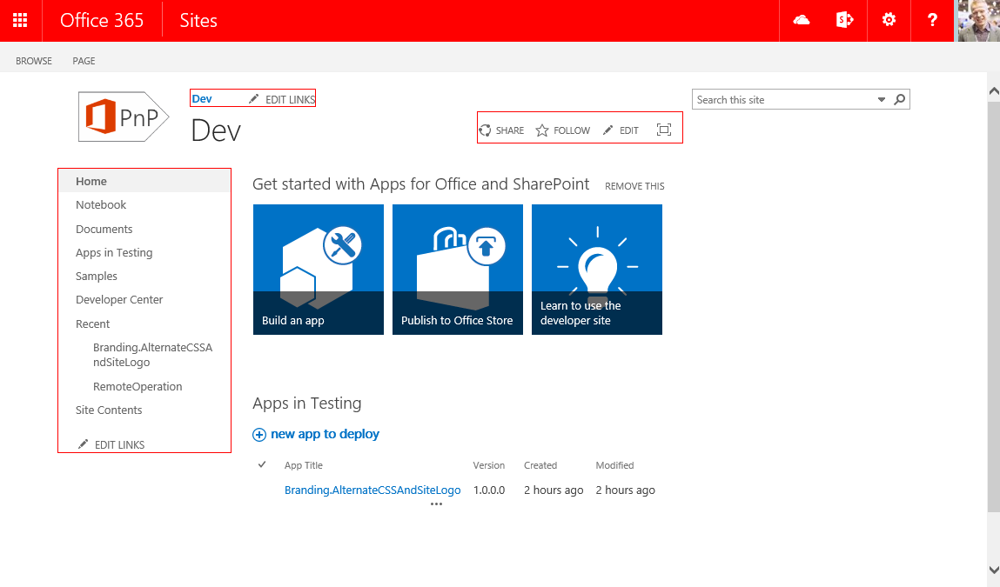 Office 365
Sites
S
?
BROWSE
PAGE
PnP
Dev
EDIT LINKS
Search this site
Dev
SHARE
FOLLOW
EDIT
Home
Notebook
Documents
Apps in Testing
Samples
Developer Center
Recent
Branding.AlternateCSSA
ndSiteLogo
RemoteOperation
Site Contents
EDIT LINKS
Get started with Apps for Office and SharePoint
REMOVE THIS
Build an app
Publish to Office Store
Learn to use the
developer site
Apps in Testing
new app to deploy
App Title Version Created Modified
Branding.AlternateCSSAndSiteLogo 1.0.0.0 2 hours ago 2 hours ago
...